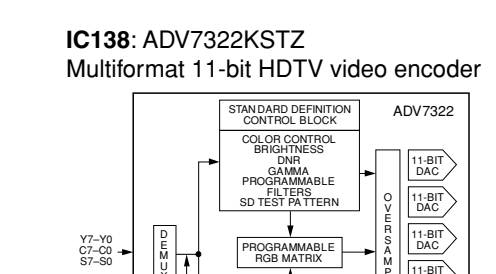 IC138: ADV7322KSTZ
Multiformat 11-bit HDTV video encoder
STANDARD DEFINITION
CONTROL BLOCK
ADV7322
COLOR CONTROL
BRIGHTNESS
DNR
GAMMA
PROGRAMMABLE
FILTERS
SD TEST PATTERN
11-BIT
DAC
11-BIT
DAC
11-BIT
DAC
11-BIT
Y7–Y0
C7–C0
S7–S0
DEMU
PROGRAMMABLE
RGB MATRIX
OVERSAMP